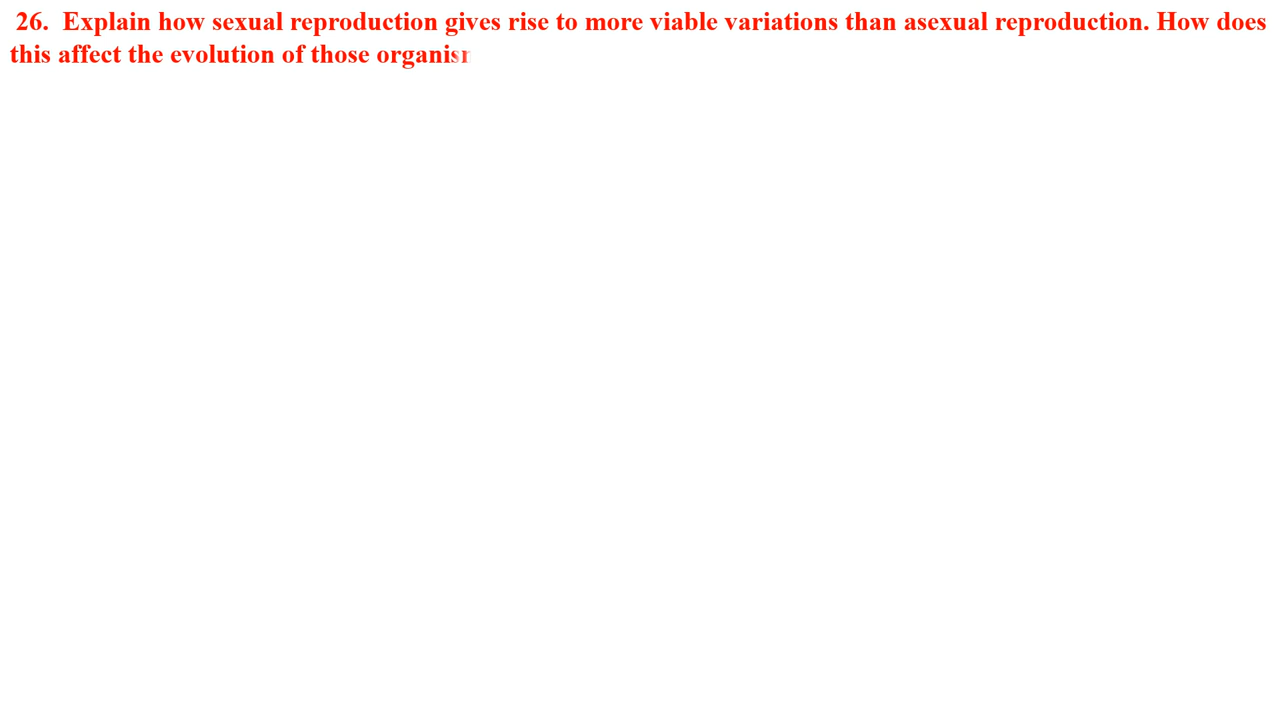 26. Explain how sexual reproduction gives rise to more viable variations than asexual reproduction. How does
this affect the evolution of those